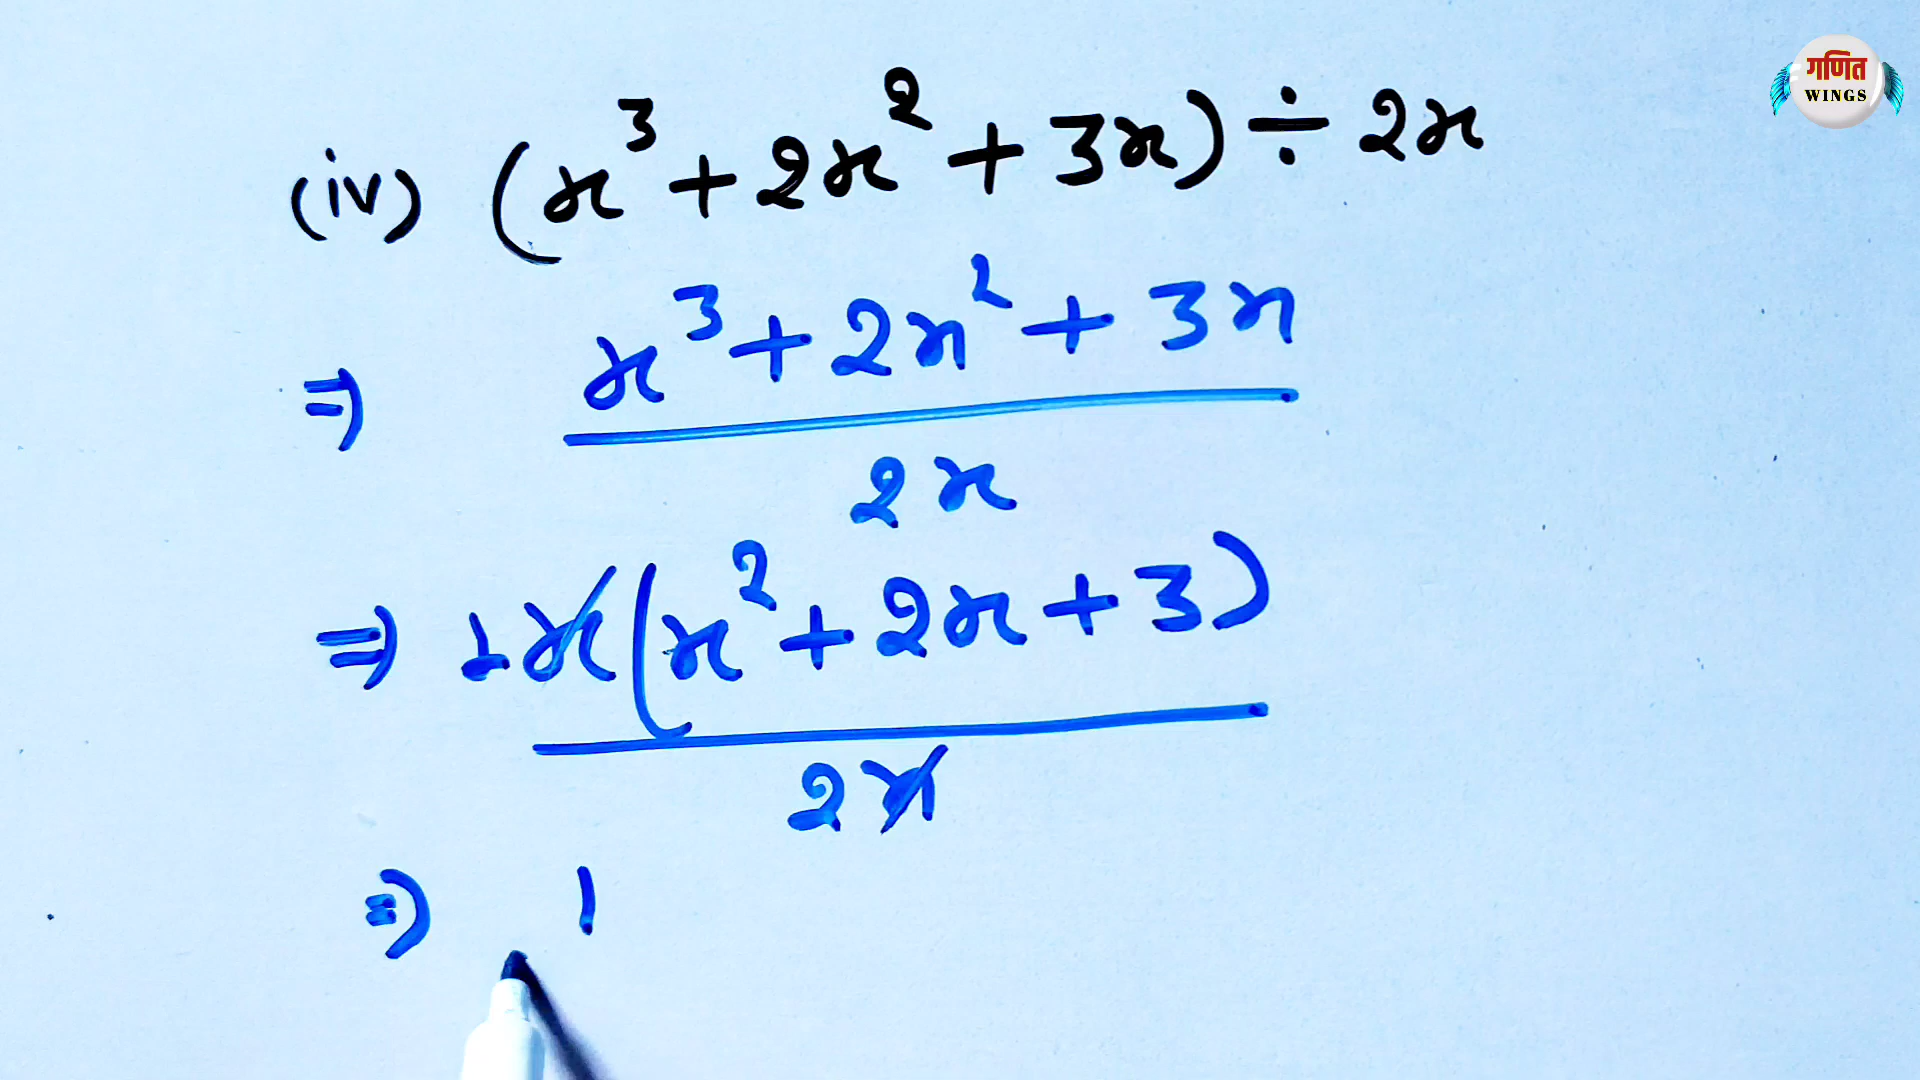 गणित
WINGS
(iv) (x³ + 2x² + 3x) ÷ 2x
⇒ x³ + 2x² + 3x
2x
⇒ 1x(x² + 2x + 3)
2x
⇒ 1